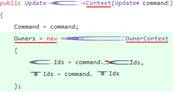 public Update Context(Update command)
{
Command = command;
Owners = new OwnerContext
{
Ids = command. Ids,
Ids = command. Ids
};